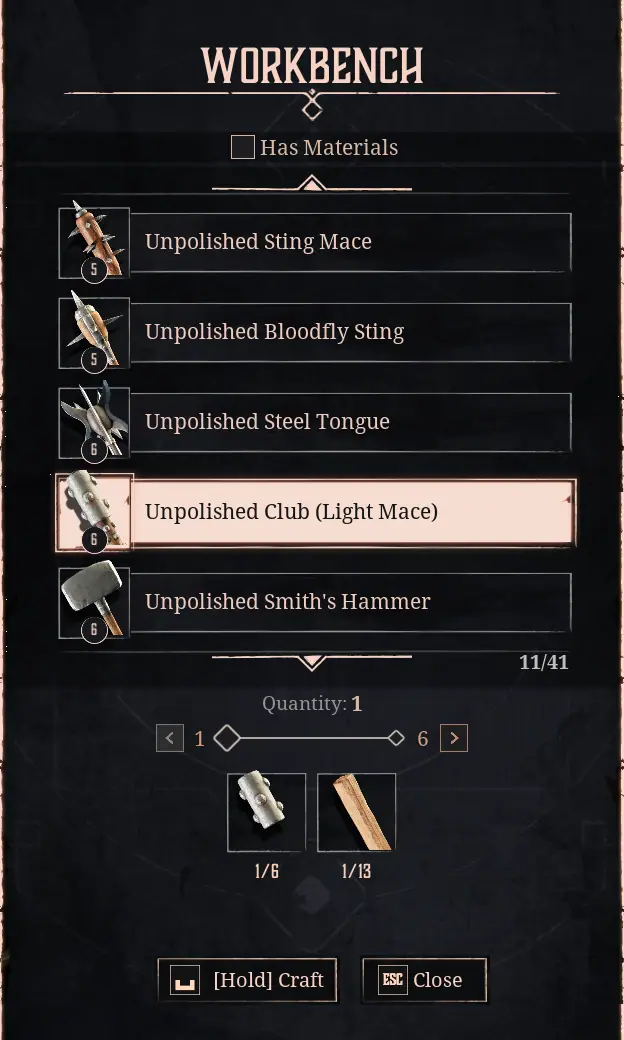 WORKBENCH
Has Materials
5
Unpolished Sting Mace
5
Unpolished Bloodfly Sting
6
Unpolished Steel Tongue
6
Unpolished Club (Light Mace)
6
Unpolished Smith's Hammer
11/41
Quantity: 1
< 1 6 >
1/6 1/13
[Hold] Craft ESC Close